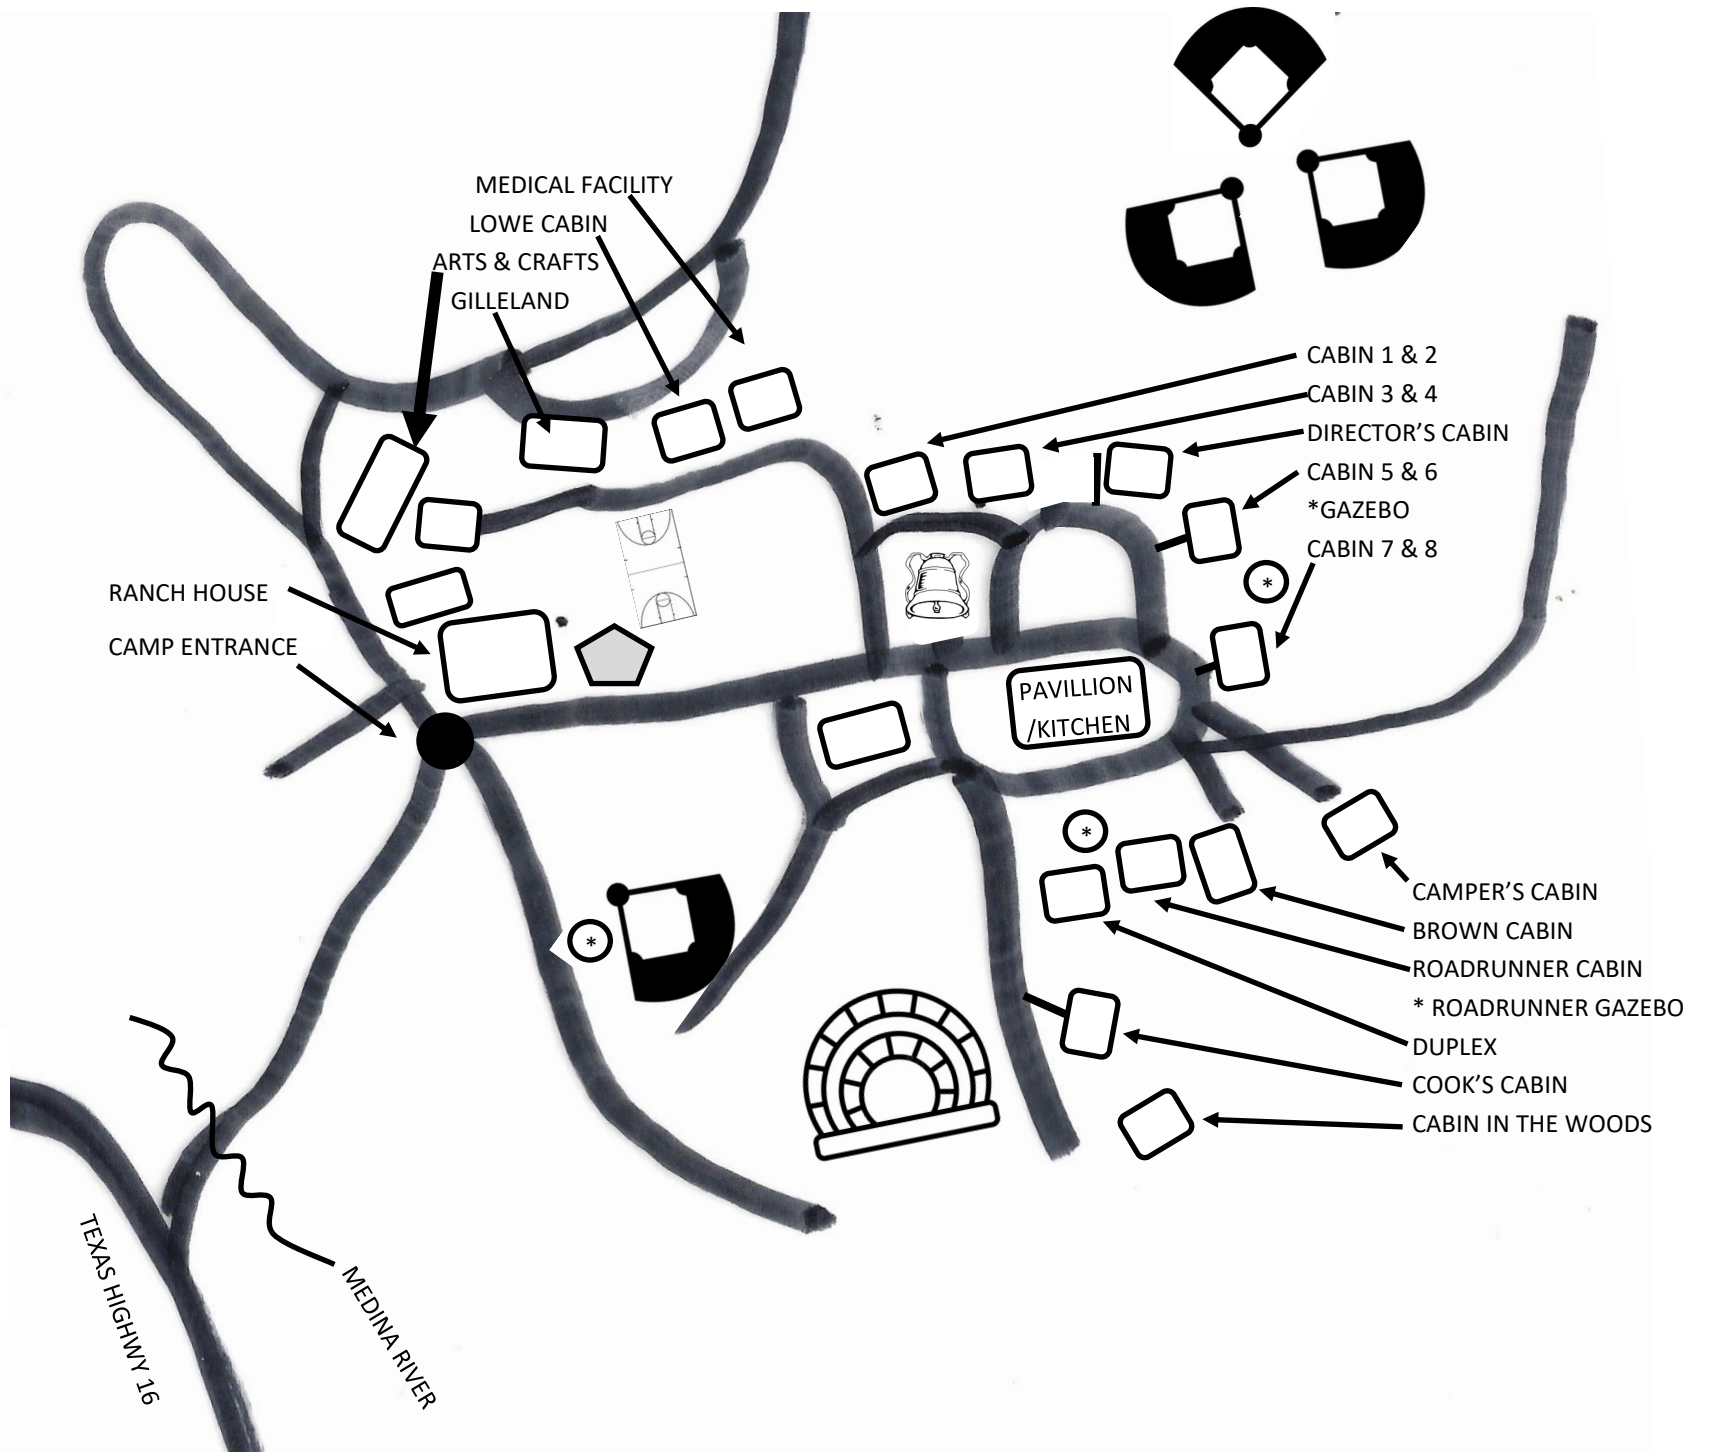 MEDICAL FACILITY
LOWE CABIN
ARTS & CRAFTS
GILLELAND
CABIN 1 & 2
CABIN 3 & 4
DIRECTOR’S CABIN
CABIN 5 & 6
*GAZEBO
CABIN 7 & 8
*
RANCH HOUSE
CAMP ENTRANCE
PAVILLION
/KITCHEN
*
*
CAMPER’S CABIN
BROWN CABIN
ROADRUNNER CABIN
* ROADRUNNER GAZEBO
DUPLEX
COOK’S CABIN
CABIN IN THE WOODS
TEXAS HIGHWY 16
MEDINA RIVER